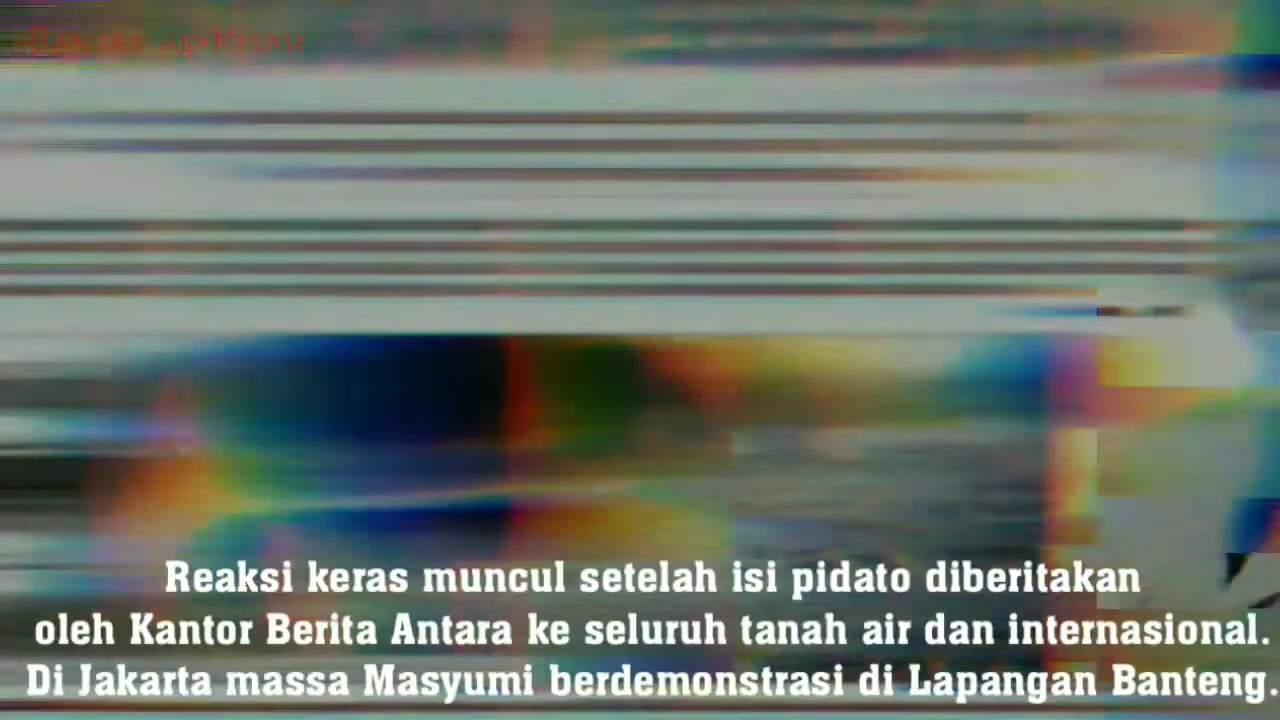 Reaksi keras muncul setelah isi pidato diberitakan
oleh Kantor Berita Antara ke seluruh tanah air dan internasional.
Di Jakarta massa Masyumi berdemonstrasi di Lapangan Banteng.